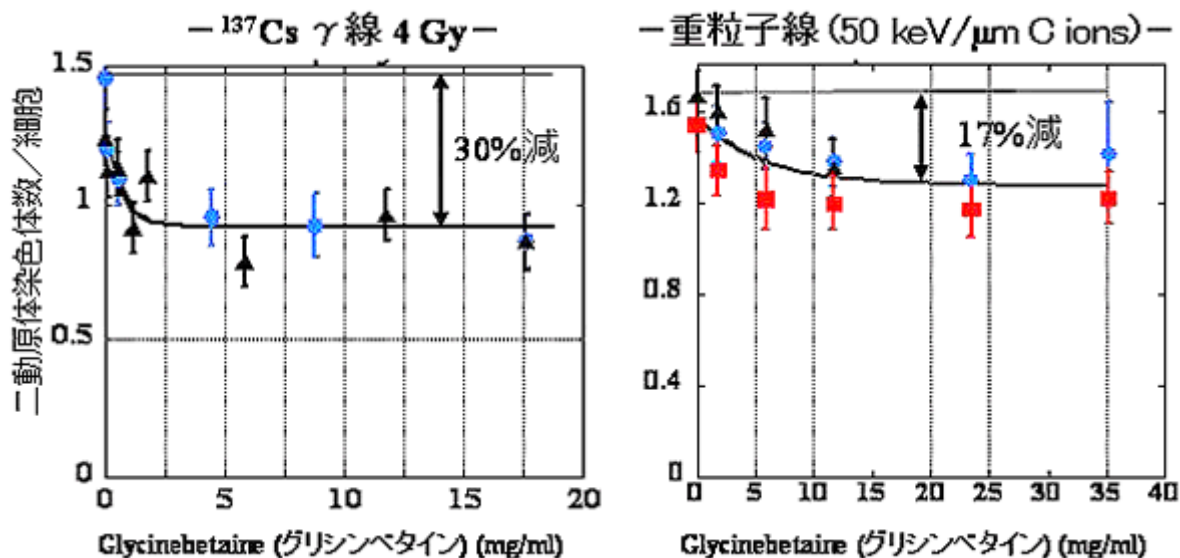 －¹³⁷Cs γ 線 4 Gy－
二動原体染色体数／細胞
1.5
1
0.5
0
30%減
0 5 10 15 20
Glycinebetaine (グリシンベタイン) (mg/ml)
－重粒子線 (50 keV/μm C ions)－
1.6
1.2
0.8
0.4
0
17%減
0 5 10 15 20 25 30 35 40
Glycinebetaine (グリシンベタイン) (mg/ml)